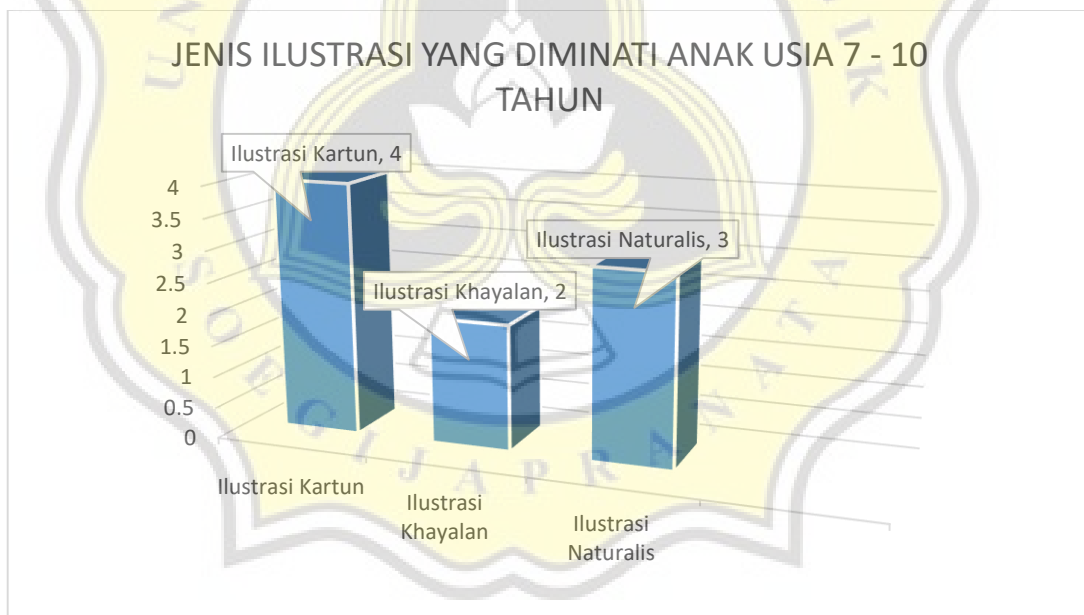 JENIS ILUSTRASI YANG DIMINATI ANAK USIA 7 - 10
TAHUN
Ilustrasi Kartun, 4
Ilustrasi Naturalis, 3
Ilustrasi Khayalan, 2
4
3.5
3
2.5
2
1.5
1
0.5
0
Ilustrasi Kartun
Ilustrasi
Khayalan
Ilustrasi
Naturalis
SOEGIJAPRANATA